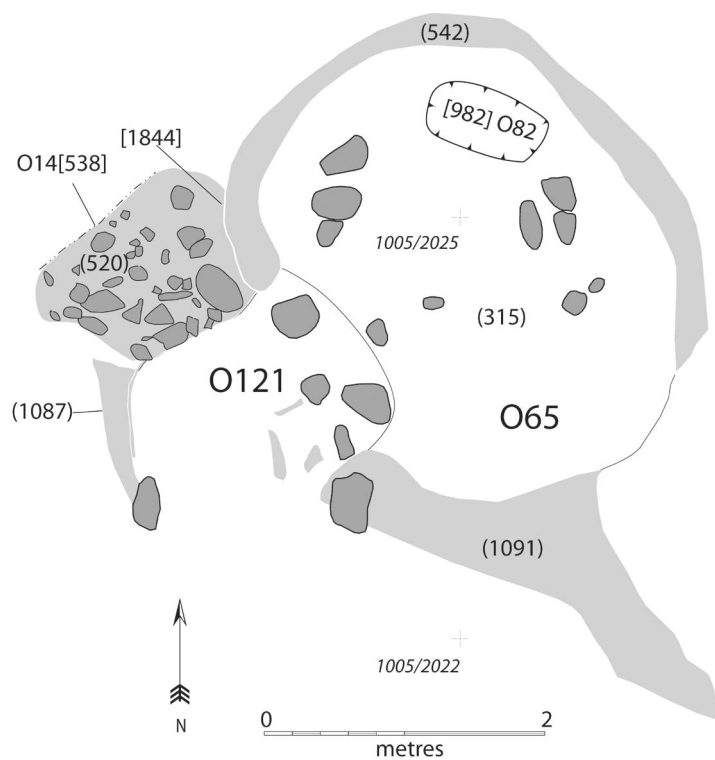 (542)
[982] O82
[1844]
O14[538]
(520)
1005/2025
(315)
O121
O65
(1087)
(1091)
1005/2022
N
0 2
metres